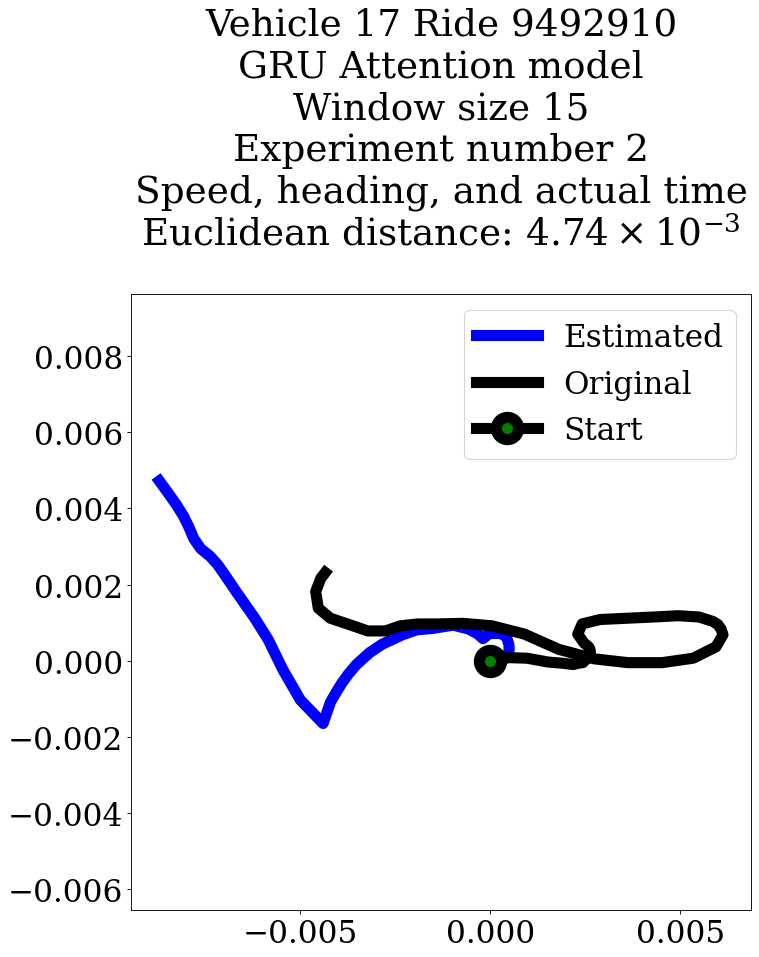 Vehicle 17 Ride 9492910
GRU Attention model
Window size 15
Experiment number 2
Speed, heading, and actual time
Euclidean distance: 4.74 × 10⁻³
Estimated
Original
Start
0.008
0.006
0.004
0.002
0.000
−0.002
−0.004
−0.006
−0.005 0.000 0.005